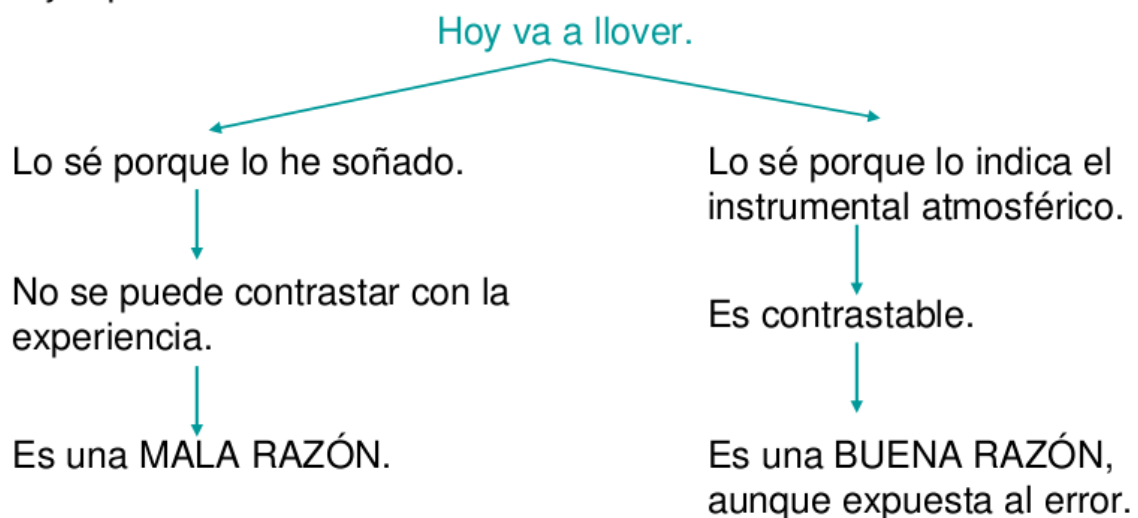 Hoy va a llover.
Lo sé porque lo he soñado.
No se puede contrastar con la
experiencia.
Es una MALA RAZÓN.
Lo sé porque lo indica el
instrumental atmosférico.
Es contrastable.
Es una BUENA RAZÓN,
aunque expuesta al error.